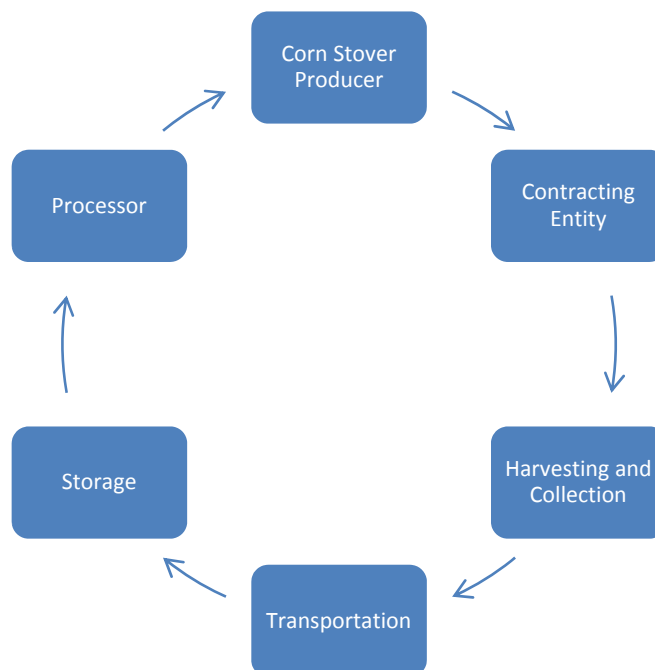 Corn Stover
Producer
Contracting
Entity
Harvesting and
Collection
Transportation
Storage
Processor